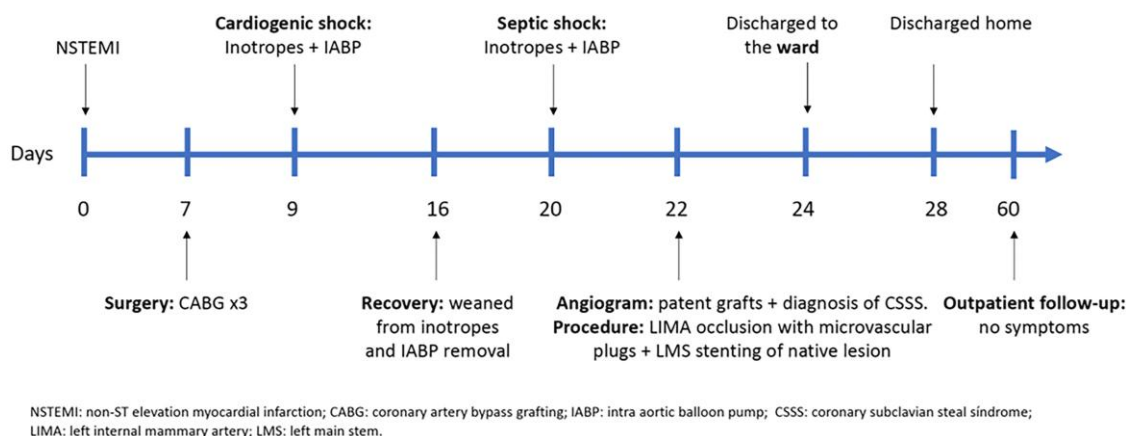 NSTEMI
Cardiogenic shock:
Inotropes + IABP
Septic shock:
Inotropes + IABP
Discharged to
the ward
Discharged home
Days
0
7
9
16
20
22
24
28
60
Surgery: CABG x3
Recovery: weaned
from inotropes
and IABP removal
Angiogram: patent grafts + diagnosis of CSSS.
Procedure: LIMA occlusion with microvascular
plugs + LMS stenting of native lesion
Outpatient follow-up:
no symptoms
NSTEMI: non-ST elevation myocardial infarction; CABG: coronary artery bypass grafting; IABP: intra aortic balloon pump; CSSS: coronary subclavian steal síndrome;
LIMA: left internal mammary artery; LMS: left main stem.